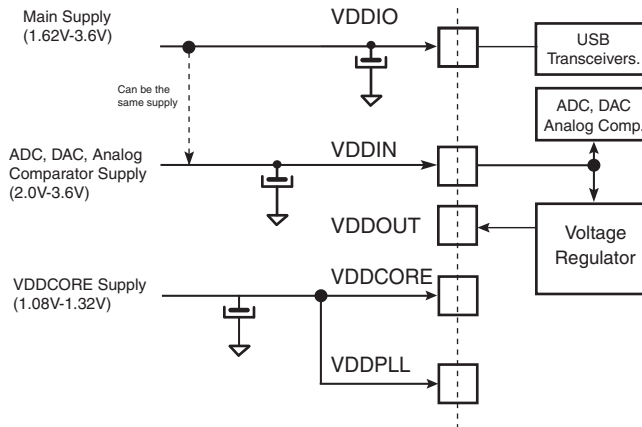 Main Supply
(1.62V-3.6V)
VDDIO
USB
Transceivers.
Can be the
same supply
ADC, DAC
Analog Comp.
ADC, DAC, Analog
Comparator Supply
(2.0V-3.6V)
VDDIN
VDDOUT
Voltage
Regulator
VDDCORE Supply
(1.08V-1.32V)
VDDCORE
VDDPLL